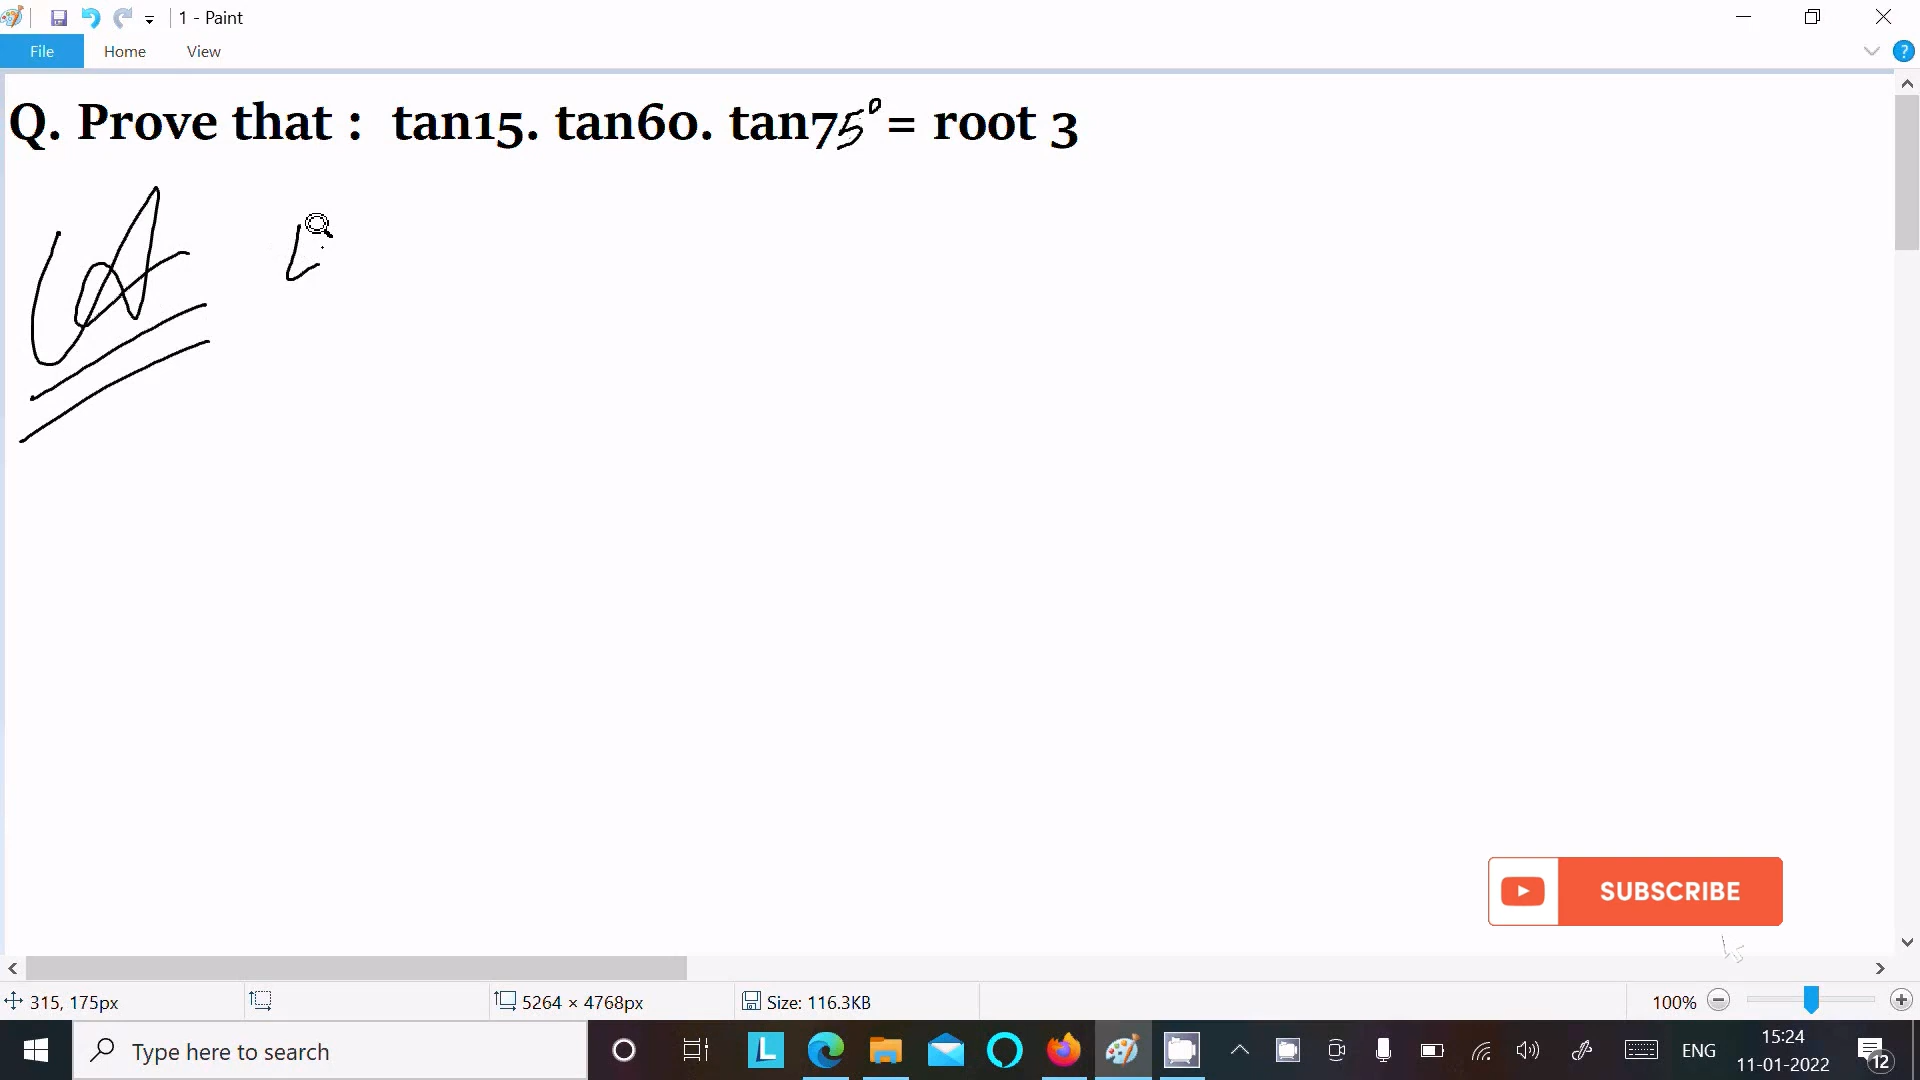 1 - Paint
File Home View
Q. Prove that : tan15. tan60. tan75° = root 3
SUBSCRIBE
315, 175px 5264 × 4768px Size: 116.3KB 100%
Type here to search
ENG
15:24
11-01-2022
12